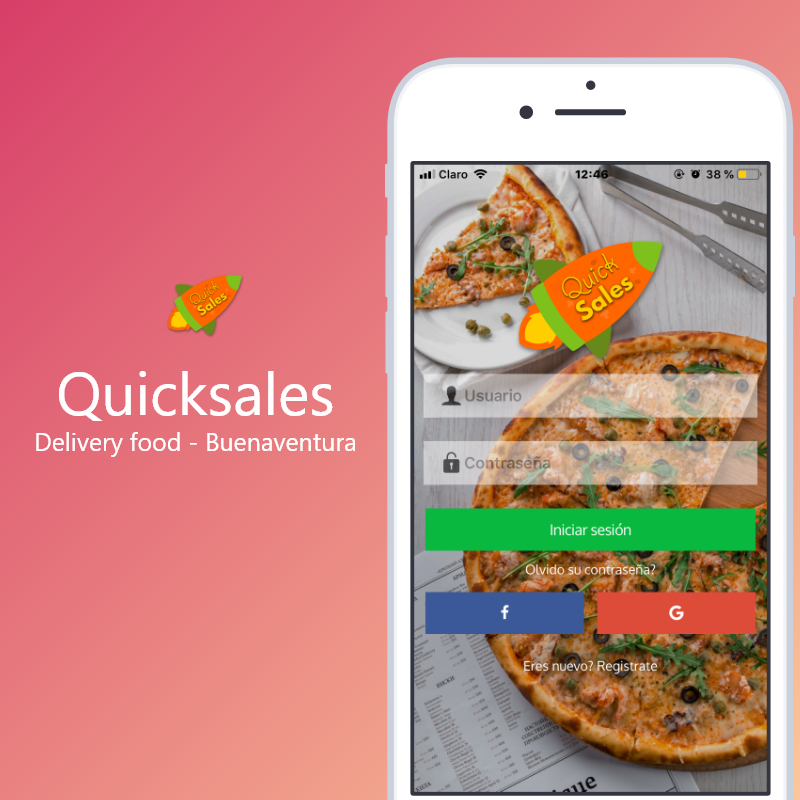 Claro 12:46 38 %
Quick
Sales
Quick
Sales
Usuario
Quicksales
Delivery food - Buenaventura
Contraseña
Iniciar sesión
Olvido su contraseña?
f G
Eres nuevo? Registrate